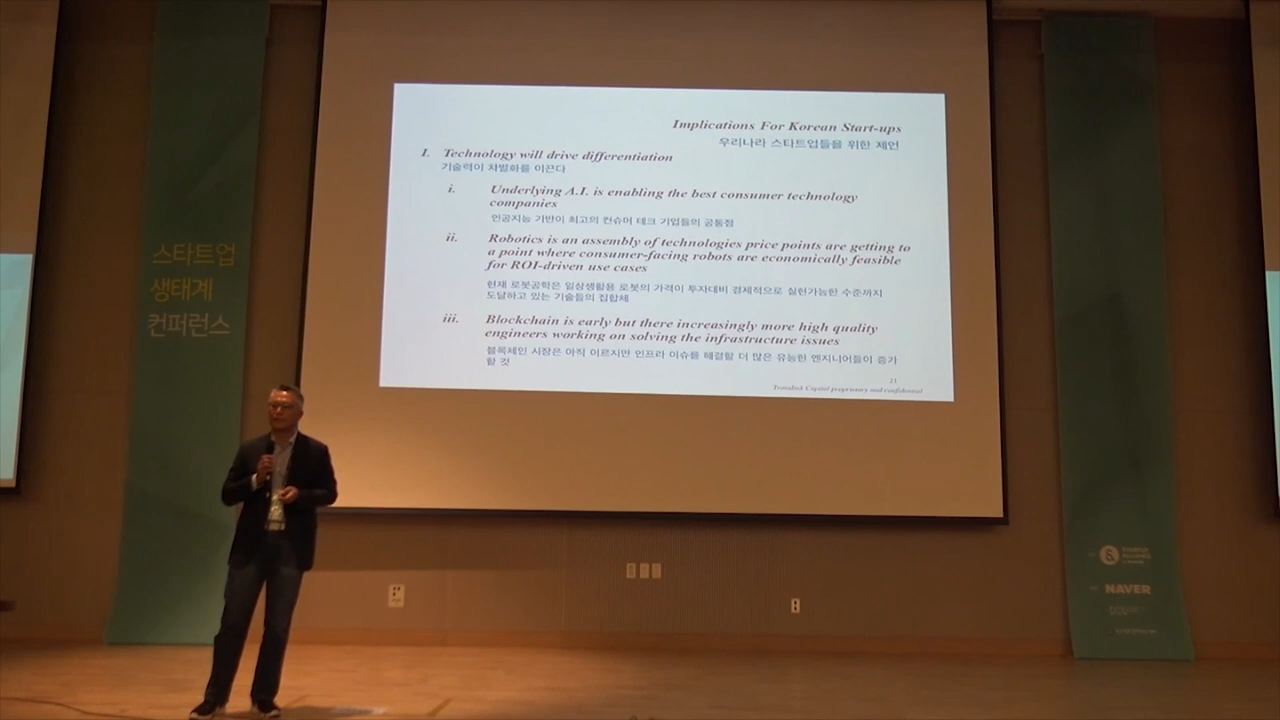 Implications For Korean Start-ups
우리나라 스타트업들을 위한 제언
I. Technology will drive differentiation
기술력이 차별화를 이끈다
i. Underlying A.I. is enabling the best consumer technology
companies
인공지능 기반이 최고의 컨슈머 테크 기업들의 공통점
ii. Robotics is an assembly of technologies price points are getting to
a point where consumer-facing robots are economically feasible
for ROI-driven use cases
현재 로봇공학은 일상생활용 로봇의 가격이 투자대비 경제적으로 실현가능한 수준까지
도달하고 있는 기술들의 집합체
iii. Blockchain is early but there increasingly more high quality
engineers working on solving the infrastructure issues
블록체인 시장은 아직 이르지만 인프라 이슈를 해결할 더 많은 유능한 엔지니어들이 증가
할 것
21
Translink Capital proprietary and confidential
스타트업
생태계
컨퍼런스
NAVER